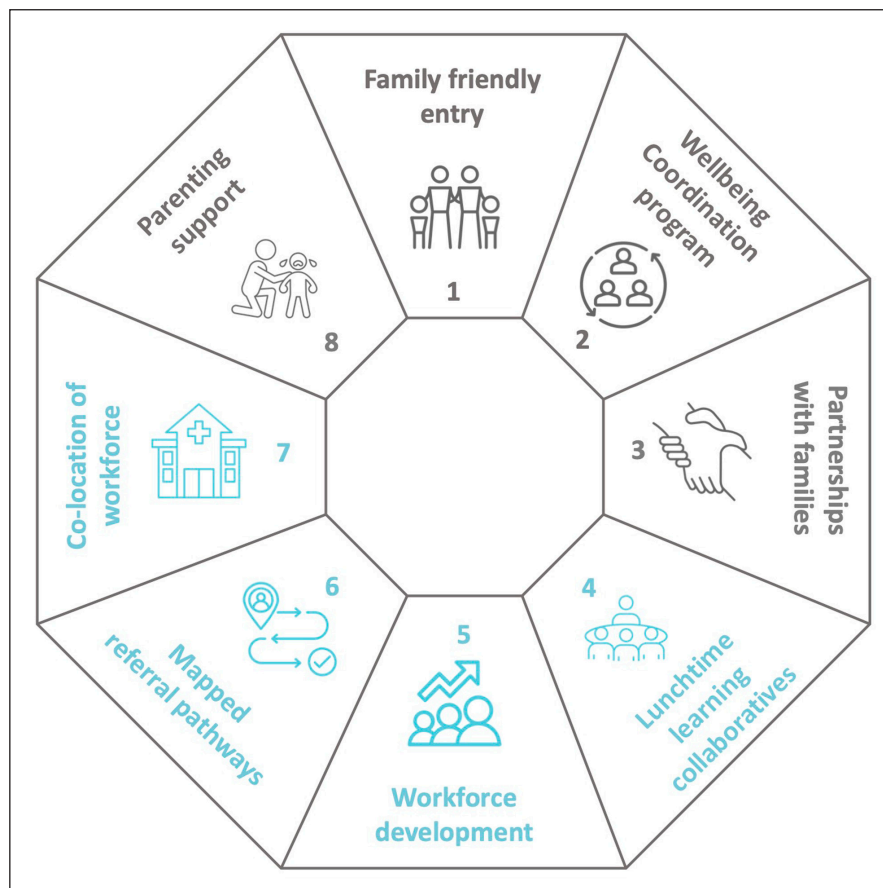 Family friendly
entry
1
Wellbeing
Coordination
program
2
Partnerships
with families
3
4
Lunchtime
learning
collaboratives
5
Workforce
development
6
Mapped
referral pathways
Co-location of
workforce
7
Parenting
support
8